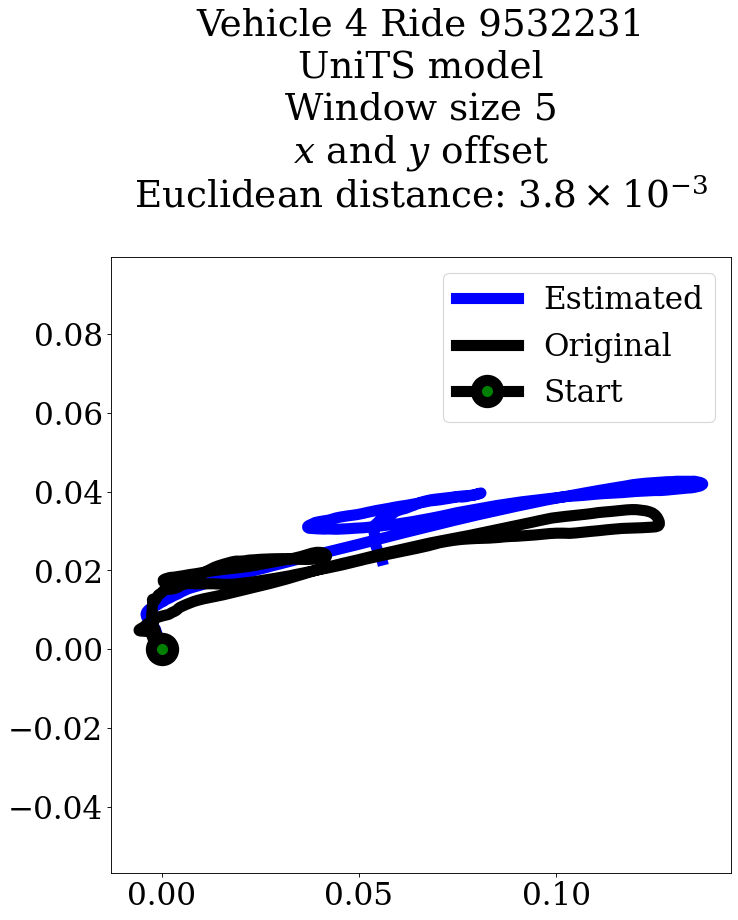 Vehicle 4 Ride 9532231
UniTS model
Window size 5
x and y offset
Euclidean distance: 3.8 × 10⁻³
Estimated
Original
Start
0.08
0.06
0.04
0.02
0.00
−0.02
−0.04
0.00 0.05 0.10